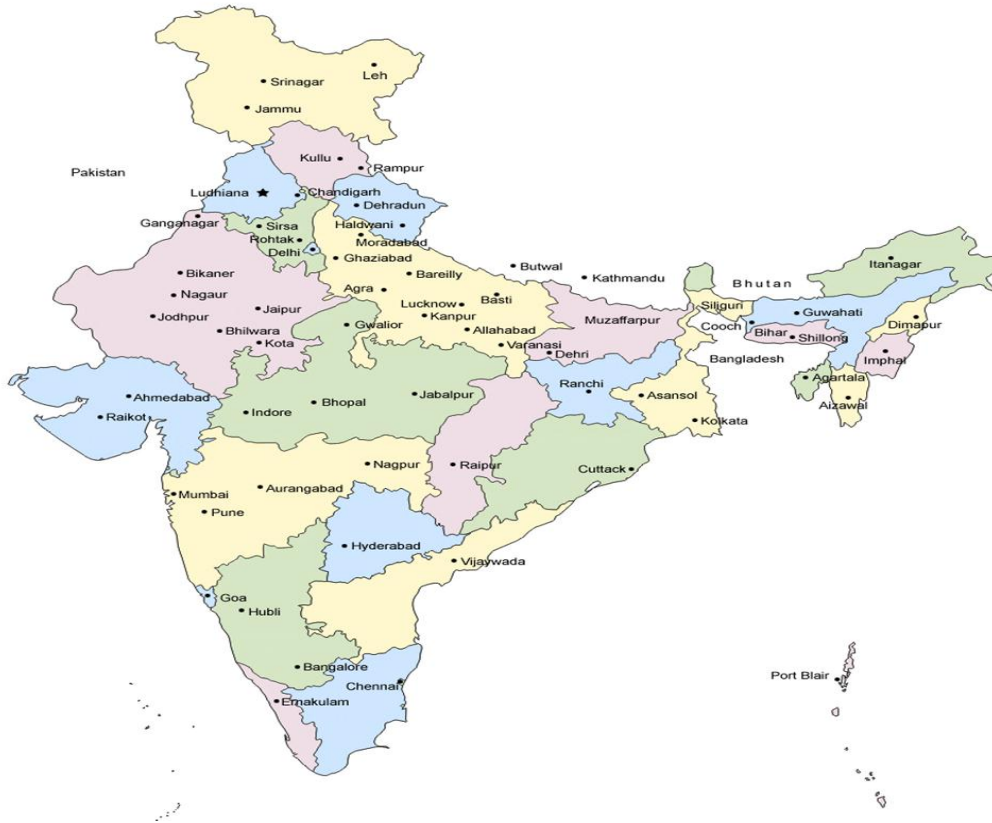 Leh
Srinagar
Jammu
Kullu
Rampur
Pakistan
Ludhiana
Chandigarh
Dehradun
Ganganagar
Sirsa
Haldwani
Rohtak
Moradabad
Delhi
Ghaziabad
Butwal
Itanagar
Bikaner
Bareilly
Kathmandu
Bhutan
Agra
Nagaur
Basti
Lucknow
Siliguri
Jaipur
Kanpur
Guwahati
Jodhpur
Muzaffarpur
Gwalior
Cooch
Dimapur
Bhilwara
Allahabad
Bihar
Shillong
Kota
Varanasi
Dehri
Bangladesh
Imphal
Agartala
Ranchi
Ahmedabad
Jabalpur
Asansol
Bhopal
Aizawal
Indore
Raikot
Kolkata
Nagpur
Raipur
Cuttack
Aurangabad
Mumbai
Pune
Hyderabad
Vijaywada
Goa
Hubli
Bangalore
Port Blair
Chennai
Ernakulam